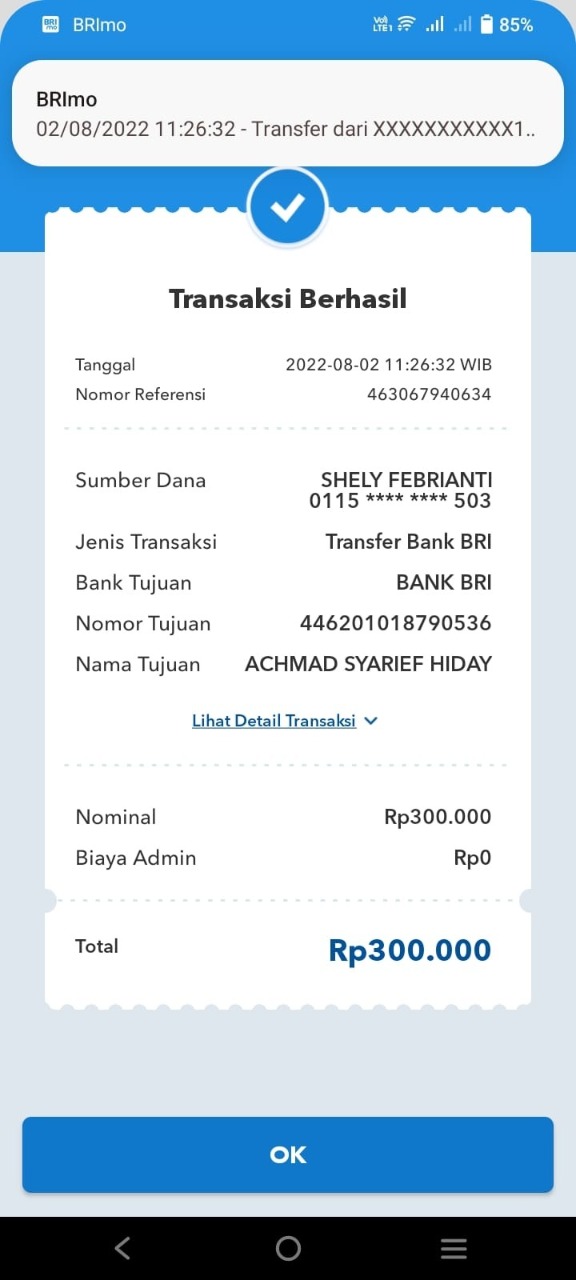 BRImo
85%
BRImo
02/08/2022 11:26:32 - Transfer dari XXXXXXXXXXX1..
Transaksi Berhasil
Tanggal 2022-08-02 11:26:32 WIB
Nomor Referensi 463067940634
Sumber Dana SHELY FEBRIANTI
0115 **** **** 503
Jenis Transaksi Transfer Bank BRI
Bank Tujuan BANK BRI
Nomor Tujuan 446201018790536
Nama Tujuan ACHMAD SYARIEF HIDAY
Lihat Detail Transaksi
Nominal Rp300.000
Biaya Admin Rp0
Total Rp300.000
OK